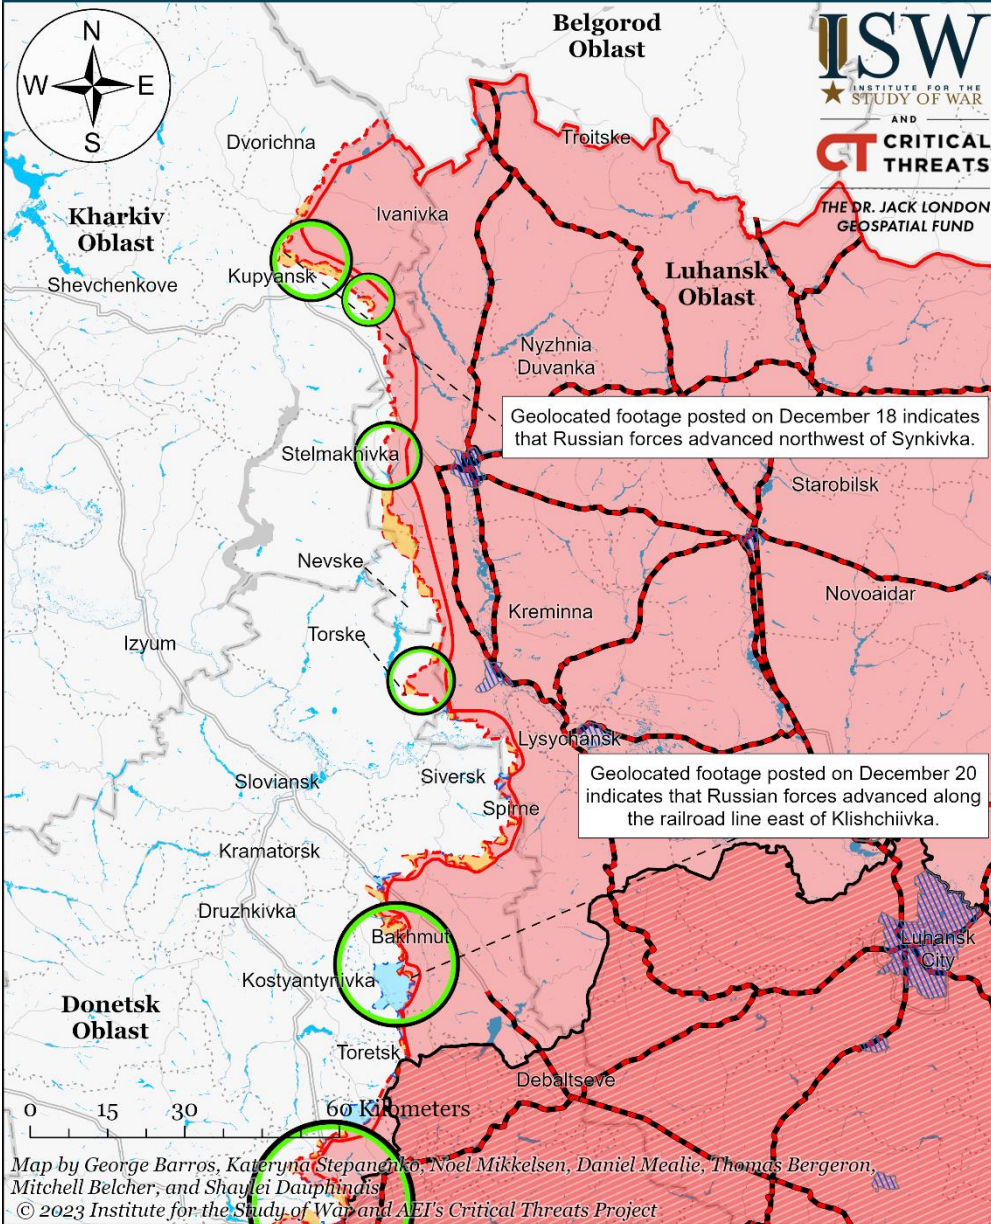 N
W
E
S
Belgorod
Oblast
ISW
INSTITUTE FOR THE
STUDY OF WAR
AND
CT CRITICAL
THREATS
THE DR. JACK LONDON
GEOSPATIAL FUND
Dvorichna
Troitske
Kharkiv
Oblast
Ivanivka
Shevchenkove
Kupyansk
Luhansk
Oblast
Nyzhnia
Duvanka
Geolocated footage posted on December 18 indicates
that Russian forces advanced northwest of Synkivka.
Stelmakhivka
Starobilsk
Nevske
Novoaidar
Kreminna
Torske
Izyum
Lysychansk
Sloviansk
Siversk
Geolocated footage posted on December 20
indicates that Russian forces advanced along
the railroad line east of Klishchiivka.
Spirne
Kramatorsk
Druzhkivka
Bakhmut
Luhansk
City
Kostyantynivka
Donetsk
Oblast
Toretsk
Debaltseve
0 15 30 60 Kilometers
Map by George Barros, Kateryna Stepanenko, Noel Mikkelsen, Daniel Mealie, Thomas Bergeron,
Mitchell Belcher, and Shaylei Dauphinais
© 2023 Institute for the Study of War and AEI's Critical Threats Project